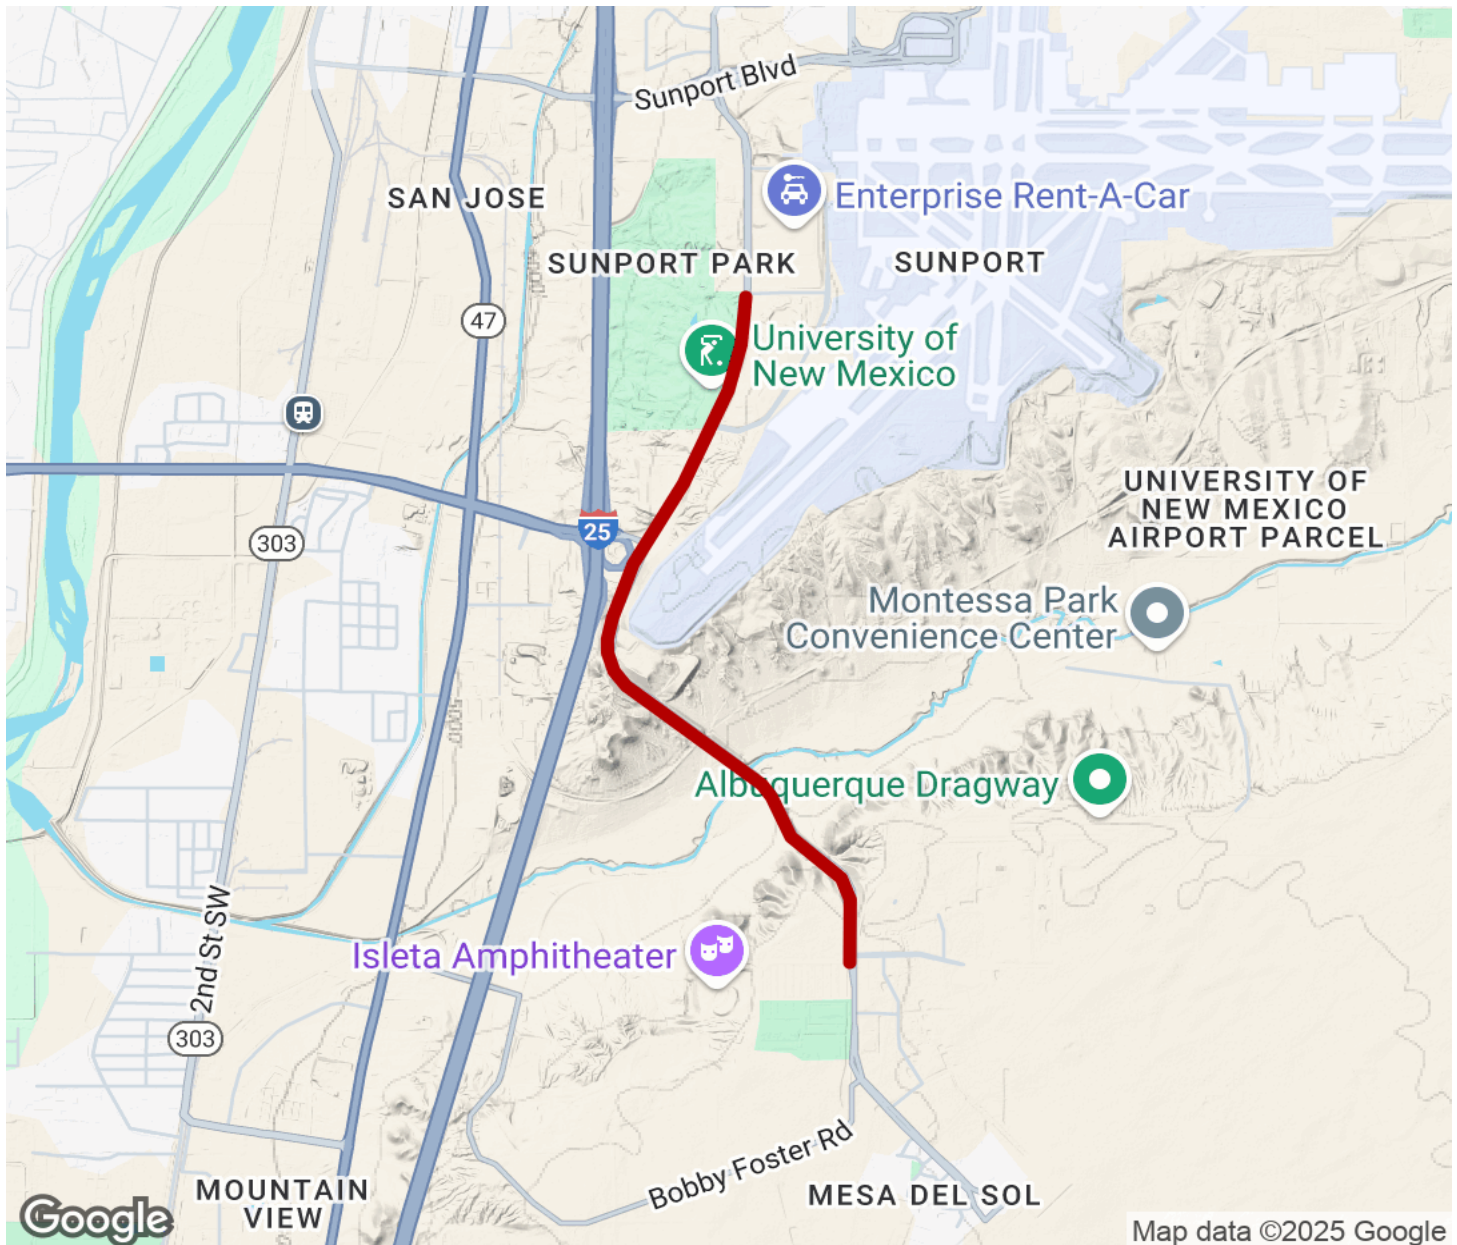 Sunport Blvd
SAN JOSE
Enterprise Rent-A-Car
SUNPORT PARK
SUNPORT
47
University of
New Mexico
UNIVERSITY OF
NEW MEXICO
AIRPORT PARCEL
25
303
Montessa Park
Convenience Center
Albuquerque Dragway
2nd St SW
Isleta Amphitheater
303
Bobby Foster Rd
MOUNTAIN
VIEW
MESA DEL SOL
Google
Map data ©2025 Google